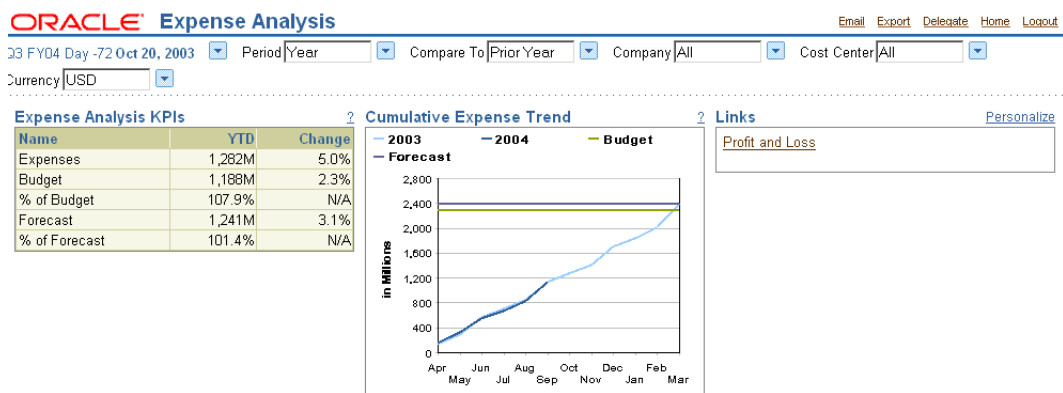 ORACLE Expense Analysis
Email Export Delegate Home Logout
Q3 FY04 Day -72 Oct 20, 2003 Period Year Compare To Prior Year Company All Cost Center All
Currency USD
Expense Analysis KPIs ?
Name YTD Change
Expenses 1,282M 5.0%
Budget 1,188M 2.3%
% of Budget 107.9% N/A
Forecast 1,241M 3.1%
% of Forecast 101.4% N/A
Cumulative Expense Trend ?
2003 2004 Budget
Forecast
in Millions
2,800
2,400
2,000
1,600
1,200
800
400
0
Apr Jun Aug Oct Dec Feb
May Jul Sep Nov Jan Mar
Links Personalize
Profit and Loss